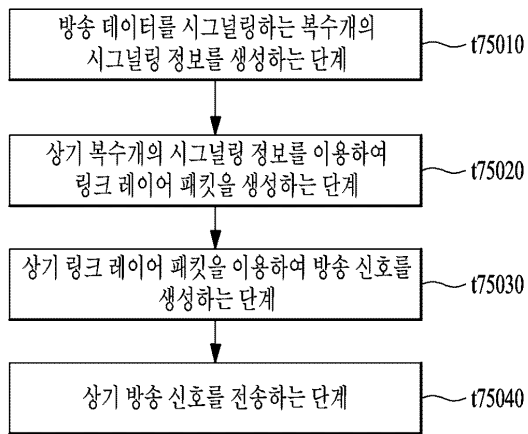 방송 데이터를 시그널링하는 복수개의
시그널링 정보를 생성하는 단계
t75010
상기 복수개의 시그널링 정보를 이용하여
링크 레이어 패킷을 생성하는 단계
t75020
상기 링크 레이어 패킷을 이용하여 방송 신호를
생성하는 단계
t75030
상기 방송 신호를 전송하는 단계
t75040